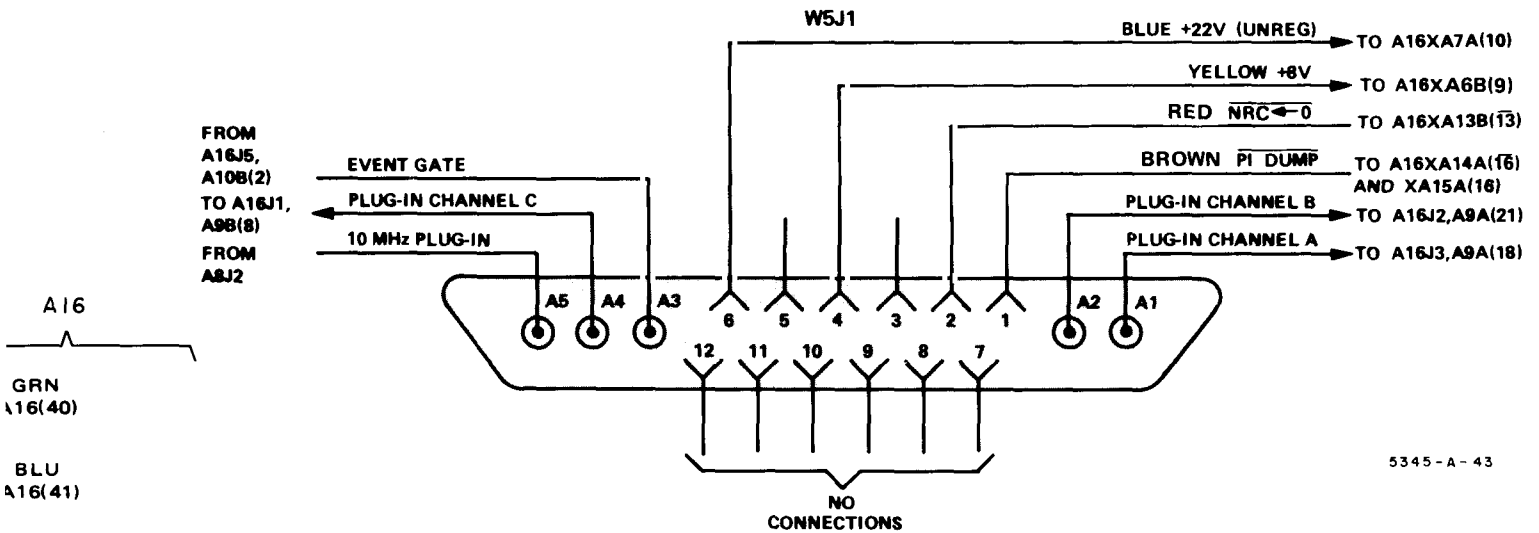 W5J1
BLUE +22V (UNREG)
TO A16XA7A(10)
YELLOW +8V
TO A16XA6B(9)
RED NRC←0
TO A16XA13B(13)
BROWN PI DUMP
TO A16XA14A(16)
AND XA15A(16)
PLUG-IN CHANNEL B
TO A16J2,A9A(21)
PLUG-IN CHANNEL A
TO A16J3,A9A(18)
FROM
A16J5,
A10B(2)
EVENT GATE
TO A16J1,
A9B(8)
PLUG-IN CHANNEL C
FROM
A8J2
10 MHz PLUG-IN
A5 A4 A3 6 5 4 3 2 1 A2 A1
12 11 10 9 8 7
NO
CONNECTIONS
A16
GRN
A16(40)
BLU
A16(41)
5345-A-43